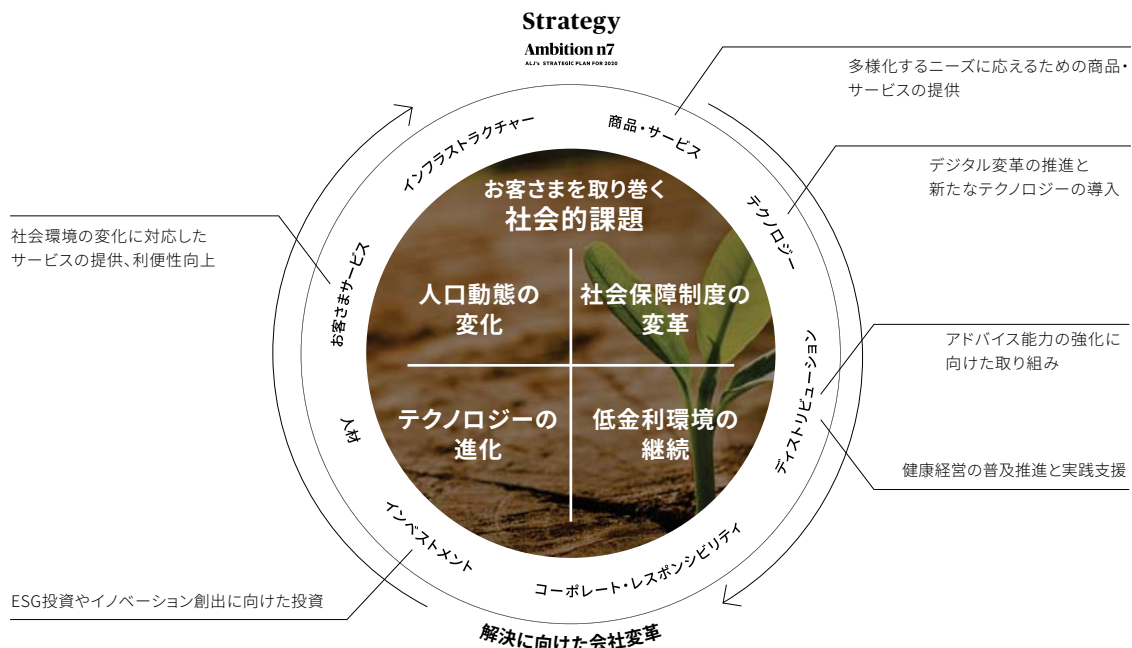 Strategy
Ambition n7
ALJ's STRATEGIC PLAN FOR 2020
多様化するニーズに応えるための商品・
サービスの提供
インフラストラクチャー
商品・サービス
デジタル変革の推進と
新たなテクノロジーの導入
テクノロジー
お客さまを取り巻く
社会的課題
社会環境の変化に対応した
サービスの提供、利便性向上
お客さまサービス
人口動態の
変化
社会保障制度の
変革
アドバイス能力の強化に
向けた取り組み
ディストリビューション
テクノロジーの
進化
低金利環境の
継続
人材
健康経営の普及推進と実践支援
インベストメント
コーポレート・レスポンシビリティ
ESG投資やイノベーション創出に向けた投資
解決に向けた会社変革